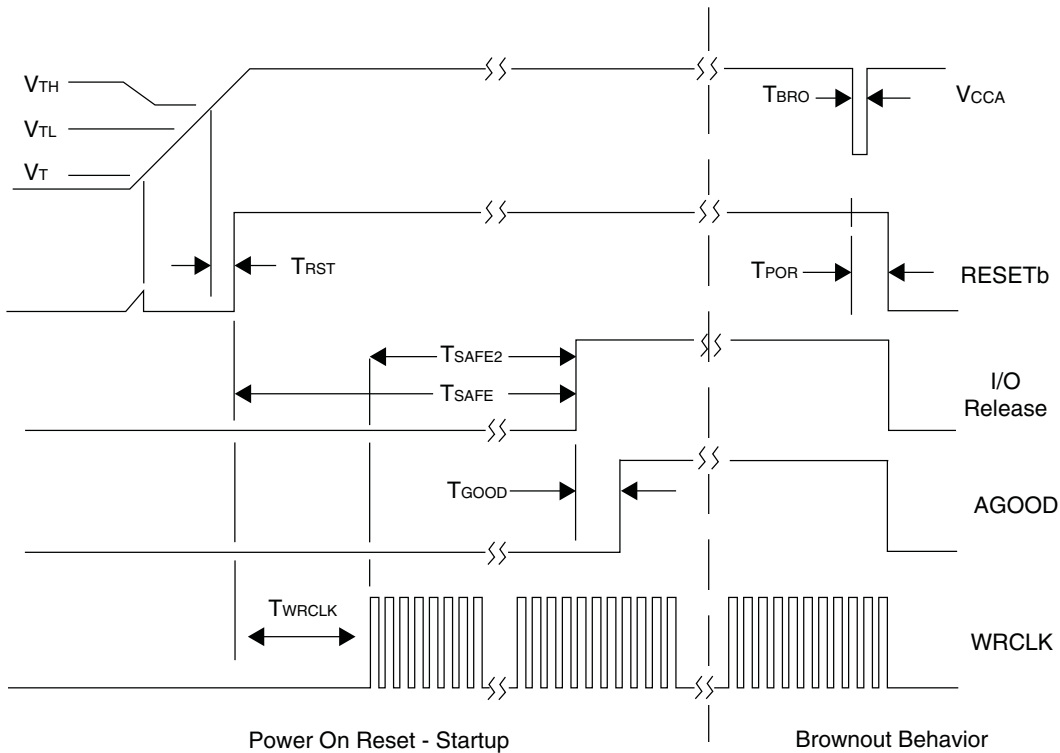 VTH
VTL
VT
TBRO
VCCA
TRST
TPOR
RESETb
TSAFE2
TSAFE
I/O
Release
TGOOD
AGOOD
TWRCLK
WRCLK
Power On Reset - Startup
Brownout Behavior